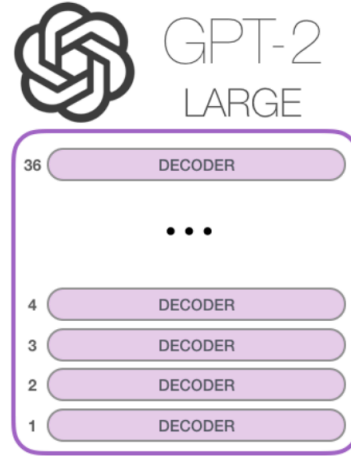 GPT-2
LARGE
36 DECODER
...
4 DECODER
3 DECODER
2 DECODER
1 DECODER